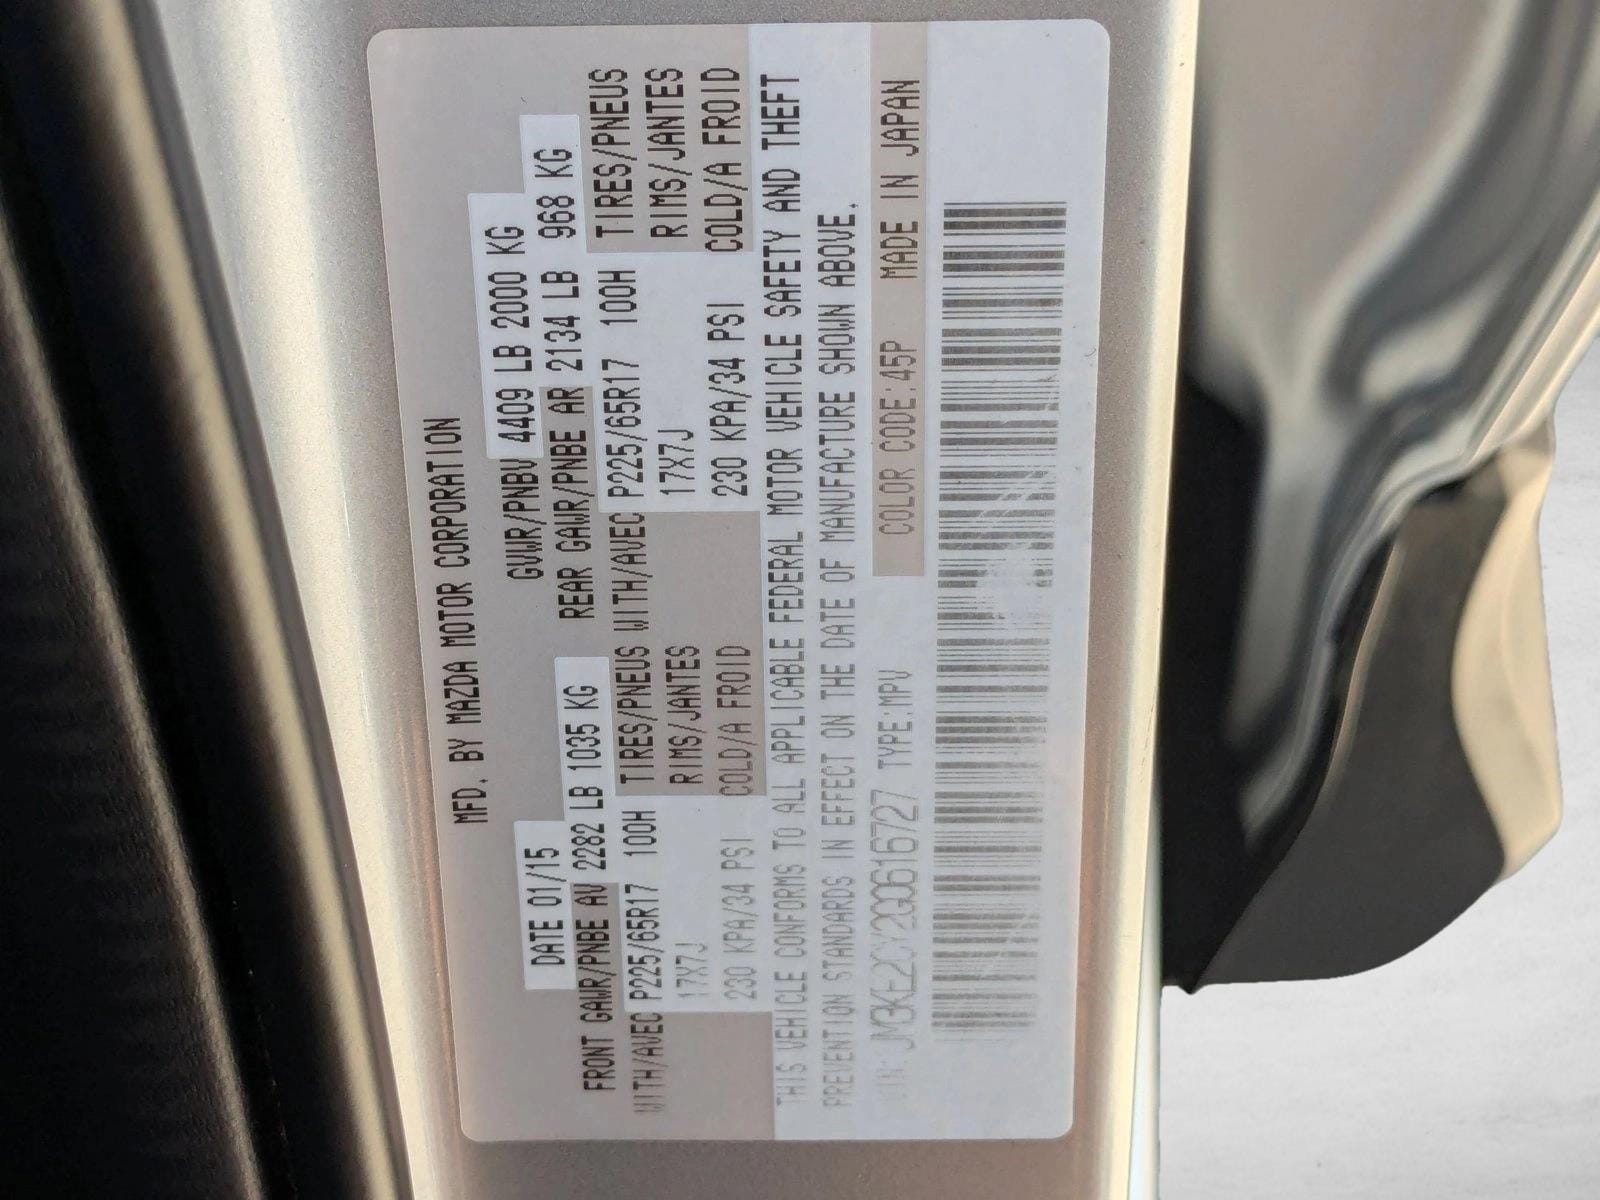 MFD. BY MAZDA MOTOR CORPORATION
DATE 01/15 GVWR/PNBV 4409 LB 2000 KG
FRONT GAWR/PNBE AV 2282 LB 1035 KG REAR GAWR/PNBE AR 2134 LB 968 KG
WITH/AVEC P225/65R17 100H TIRES/PNEUS WITH/AVEC P225/65R17 100H TIRES/PNEUS
17X7J RIMS/JANTES 17X7J RIMS/JANTES
230 KPA/34 PSI COLD/A FROID 230 KPA/34 PSI COLD/A FROID
THIS VEHICLE CONFORMS TO ALL APPLICABLE FEDERAL MOTOR VEHICLE SAFETY AND THEFT
PREVENTION STANDARDS IN EFFECT ON THE DATE OF MANUFACTURE SHOWN ABOVE.
VIN: JM3KE2CY2G0616727 TYPE:MPV COLOR CODE:45P MADE IN JAPAN